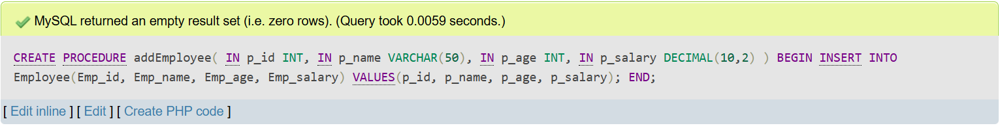 MySQL returned an empty result set (i.e. zero rows). (Query took 0.0059 seconds.)
CREATE PROCEDURE addEmployee( IN p_id INT, IN p_name VARCHAR(50), IN p_age INT, IN p_salary DECIMAL(10,2) ) BEGIN INSERT INTO
Employee(Emp_id, Emp_name, Emp_age, Emp_salary) VALUES(p_id, p_name, p_age, p_salary); END;
[ Edit inline ] [ Edit ] [ Create PHP code ]